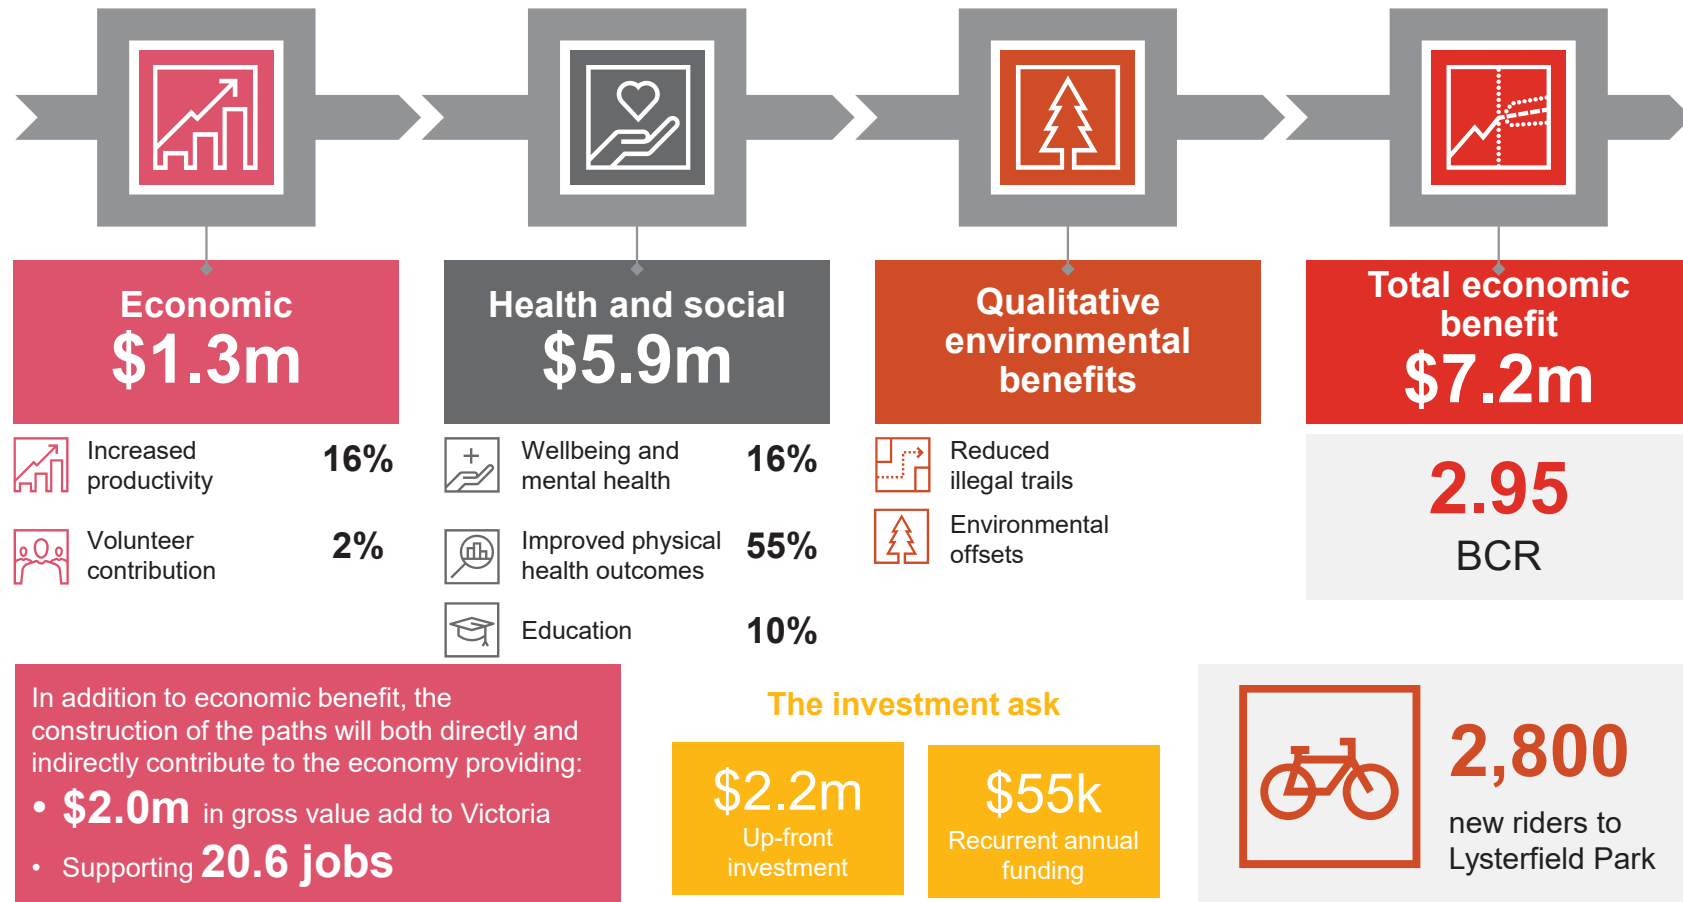 Economic
$1.3m
Health and social
$5.9m
Qualitative
environmental
benefits
Total economic
benefit
$7.2m
Increased
productivity
16%
Volunteer
contribution
2%
Wellbeing and
mental health
16%
Improved physical
health outcomes
55%
Education
10%
Reduced
illegal trails
Environmental
offsets
2.95
BCR
In addition to economic benefit, the
construction of the paths will both directly and
indirectly contribute to the economy providing:
• $2.0m in gross value add to Victoria
• Supporting 20.6 jobs
The investment ask
$2.2m
Up-front
investment
$55k
Recurrent annual
funding
2,800
new riders to
Lysterfield Park